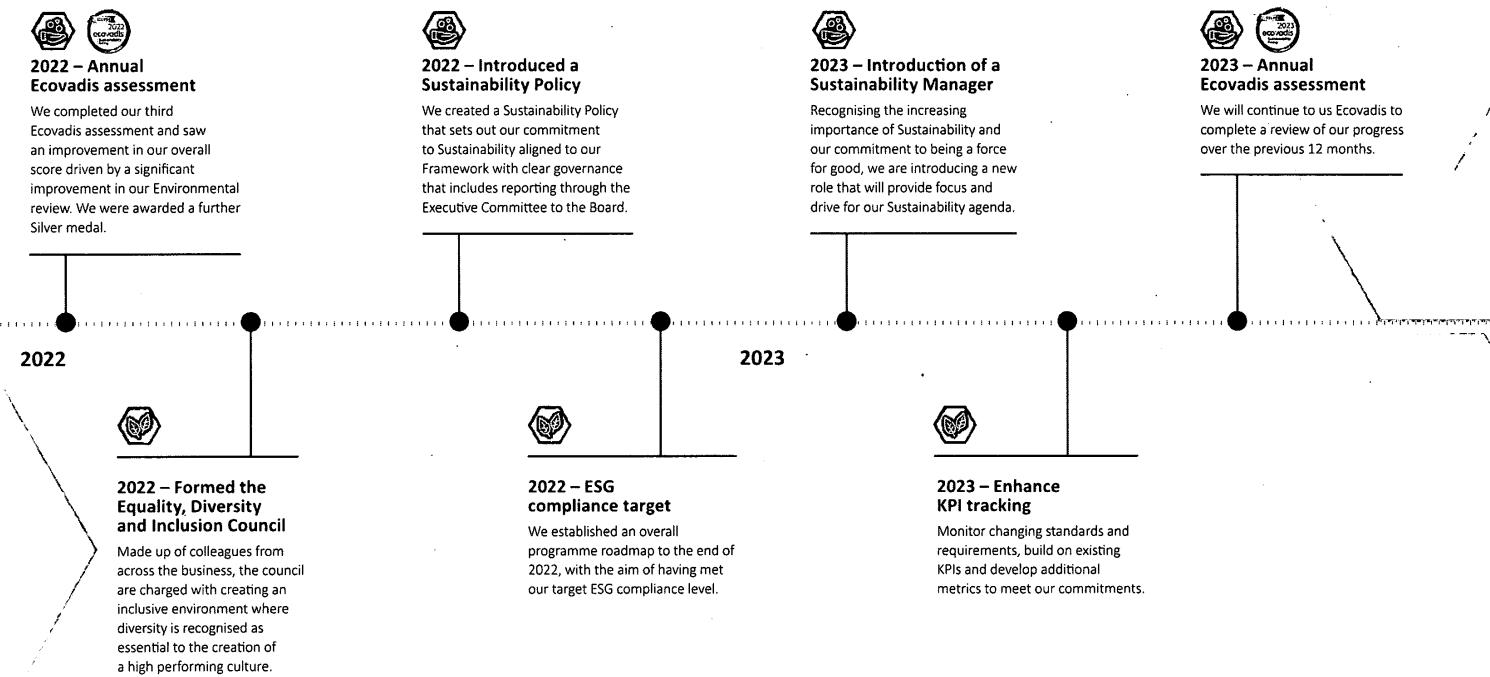 2022
ecovadis
2022 – Annual
Ecovadis assessment
We completed our third
Ecovadis assessment and saw
an improvement in our overall
score driven by a significant
improvement in our Environmental
review. We were awarded a further
Silver medal.
2022 – Introduced a
Sustainability Policy
We created a Sustainability Policy
that sets out our commitment
to Sustainability aligned to our
Framework with clear governance
that includes reporting through the
Executive Committee to the Board.
2023 – Introduction of a
Sustainability Manager
Recognising the increasing
importance of Sustainability and
our commitment to being a force
for good, we are introducing a new
role that will provide focus and
drive for our Sustainability agenda.
2023
ecovadis
2023 – Annual
Ecovadis assessment
We will continue to us Ecovadis to
complete a review of our progress
over the previous 12 months.
2022
2023
2022 – Formed the
Equality, Diversity
and Inclusion Council
Made up of colleagues from
across the business, the council
are charged with creating an
inclusive environment where
diversity is recognised as
essential to the creation of
a high performing culture.
2022 – ESG
compliance target
We established an overall
programme roadmap to the end of
2022, with the aim of having met
our target ESG compliance level.
2023 – Enhance
KPI tracking
Monitor changing standards and
requirements, build on existing
KPIs and develop additional
metrics to meet our commitments.